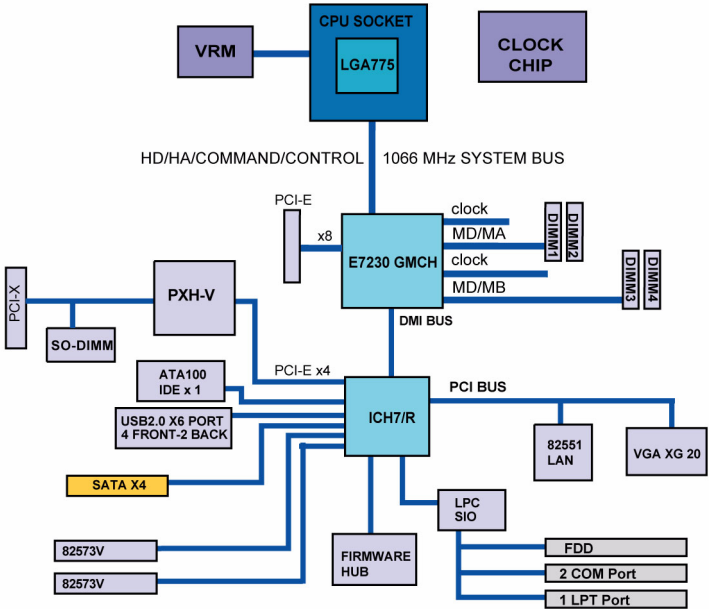 CPU SOCKET
VRM
LGA775
CLOCK
CHIP
HD/HA/COMMAND/CONTROL
1066 MHz SYSTEM BUS
PCI-E
x8
E7230 GMCH
clock
MD/MA
clock
MD/MB
DIMM1
DIMM2
DIMM3
DIMM4
DMI BUS
PCI-X
PXH-V
SO-DIMM
PCI-E x4
ATA100
IDE x 1
ICH7/R
PCI BUS
USB2.0 X6 PORT
4 FRONT-2 BACK
82551
LAN
VGA XG 20
SATA X4
LPC
SIO
82573V
82573V
FIRMWARE
HUB
FDD
2 COM Port
1 LPT Port